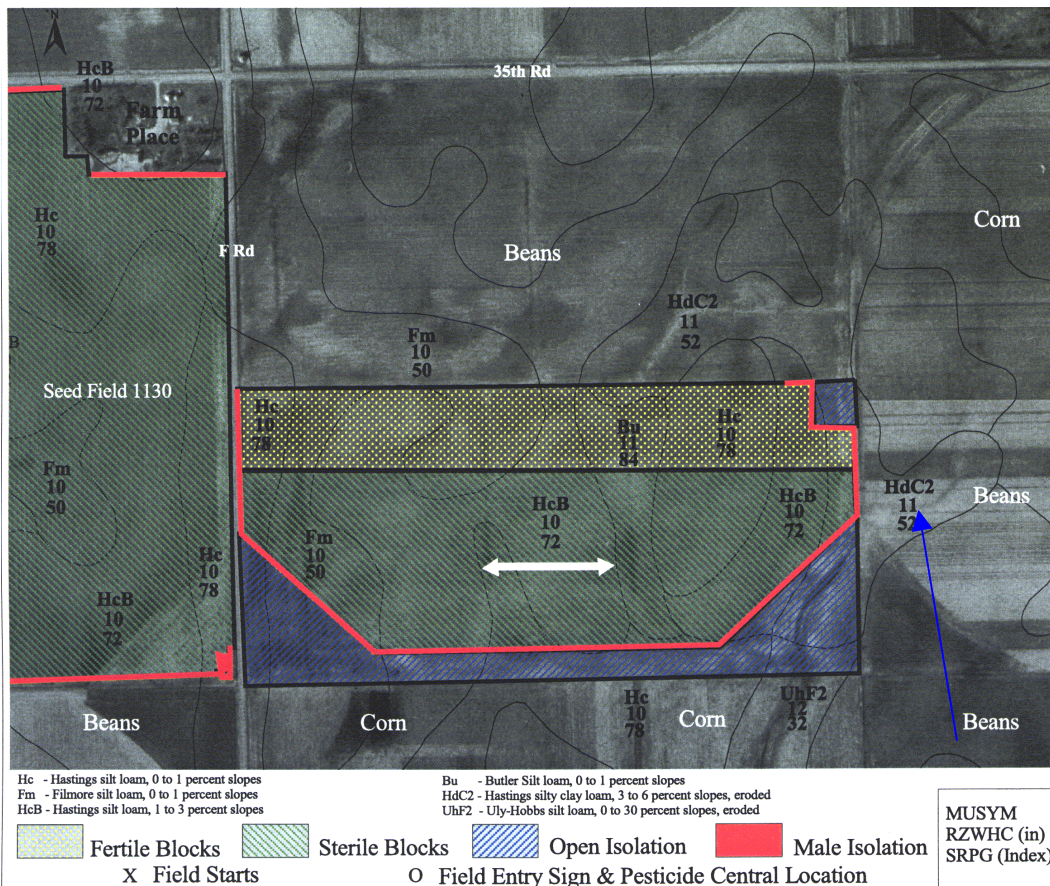 35th Rd
HcB
10
72
Farm
Place
Hc
10
78
F Rd
Beans
Corn
HdC2
11
52
Fm
10
50
B
Seed Field 1130
Hc
10
78
Bu
11
84
Hc
10
78
Fm
10
50
HcB
10
72
HcB
10
72
HdC2
11
52
Beans
Fm
10
50
Hc
10
78
HcB
10
72
Beans
Corn
Hc
10
78
Corn
UhF2
12
32
Beans
Hc - Hastings silt loam, 0 to 1 percent slopes
Fm - Filmore silt loam, 0 to 1 percent slopes
HcB - Hastings silt loam, 1 to 3 percent slopes
Bu - Butler Silt loam, 0 to 1 percent slopes
HdC2 - Hastings silty clay loam, 3 to 6 percent slopes, eroded
UhF2 - Uly-Hobbs silt loam, 0 to 30 percent slopes, eroded
Fertile Blocks
Sterile Blocks
Open Isolation
Male Isolation
X Field Starts
O Field Entry Sign & Pesticide Central Location
MUSYM
RZWHC (in)
SRPG (Index)